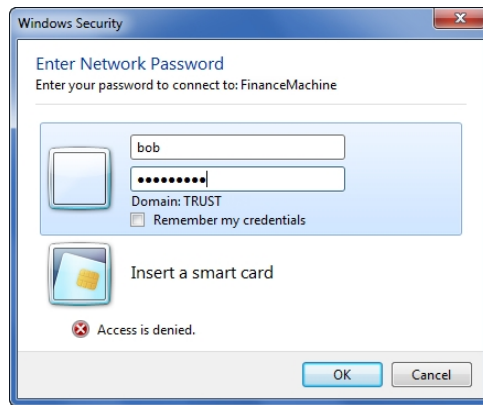 Windows Security
Enter Network Password
Enter your password to connect to: FinanceMachine
bob
●●●●●●●●●
Domain: TRUST
Remember my credentials
Insert a smart card
Access is denied.
OK
Cancel